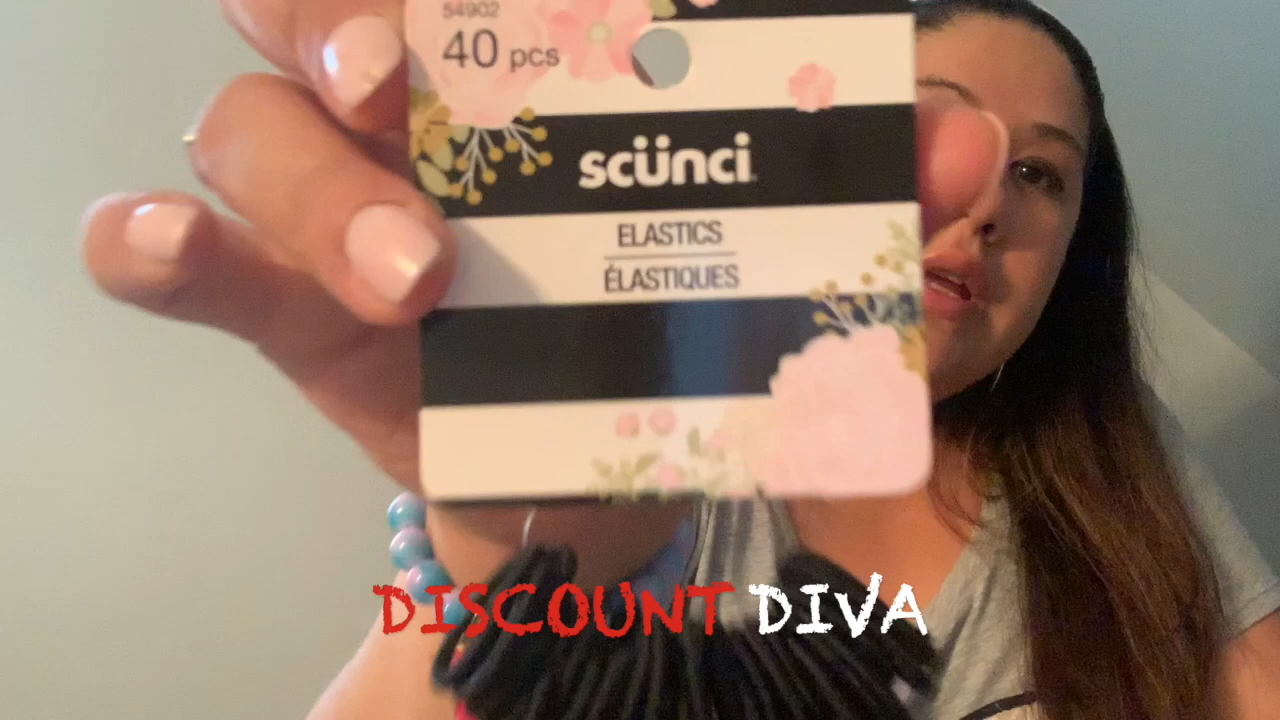 54902
40 pcs
scünci
ELASTICS
ÉLASTIQUES
DISCOUNT DIVA